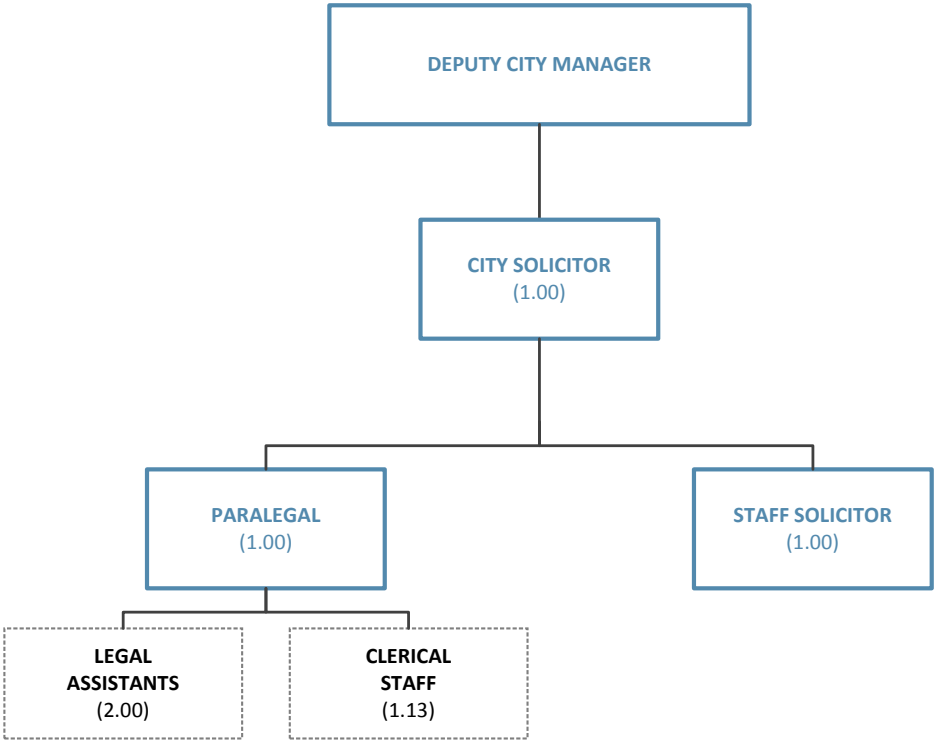 DEPUTY CITY MANAGER
CITY SOLICITOR
(1.00)
PARALEGAL
(1.00)
STAFF SOLICITOR
(1.00)
LEGAL
ASSISTANTS
(2.00)
CLERICAL
STAFF
(1.13)